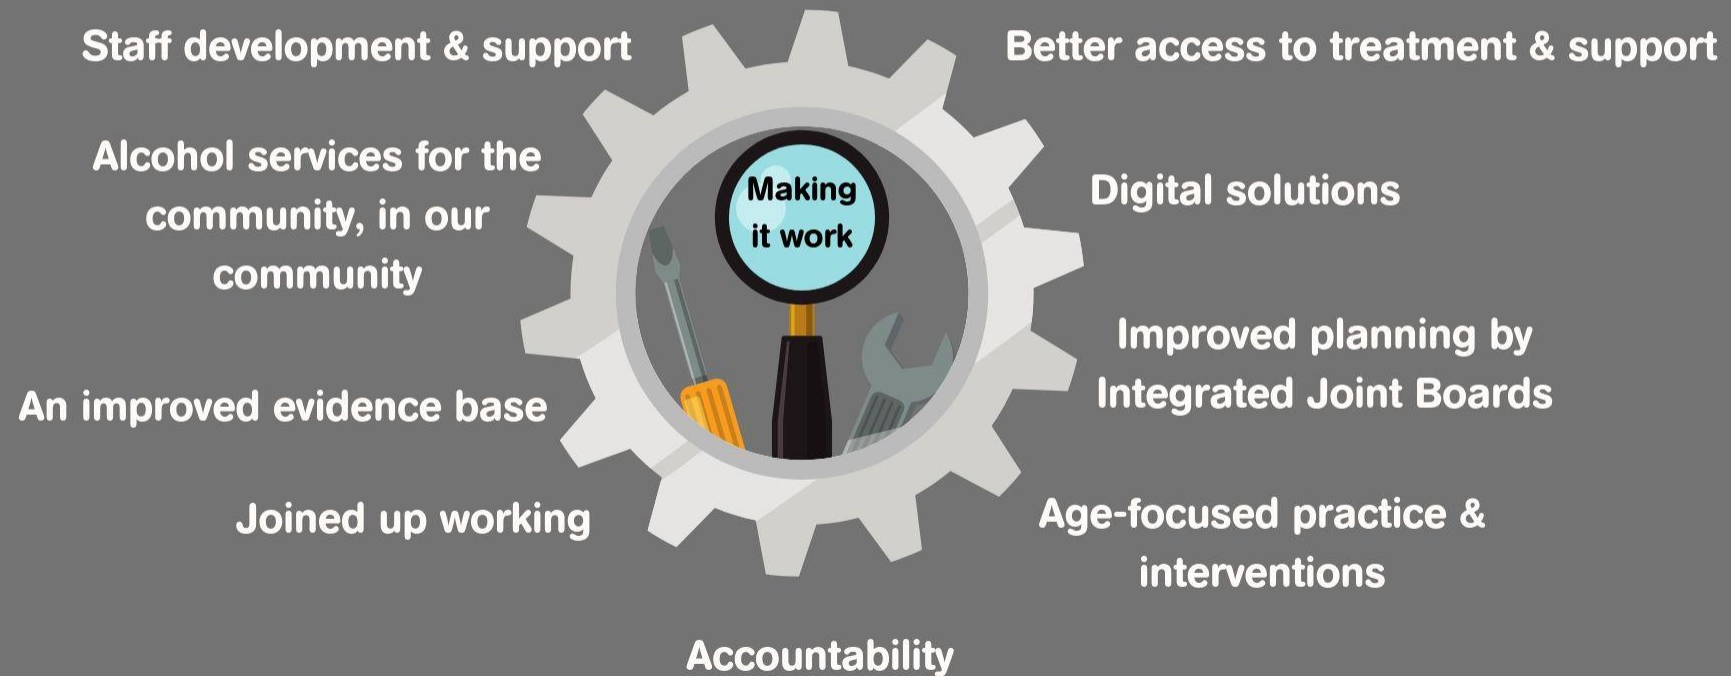 Staff development & support
Alcohol services for the
community, in our
community
An improved evidence base
Joined up working
Making
it work
Better access to treatment & support
Digital solutions
Improved planning by
Integrated Joint Boards
Age-focused practice &
interventions
Accountability